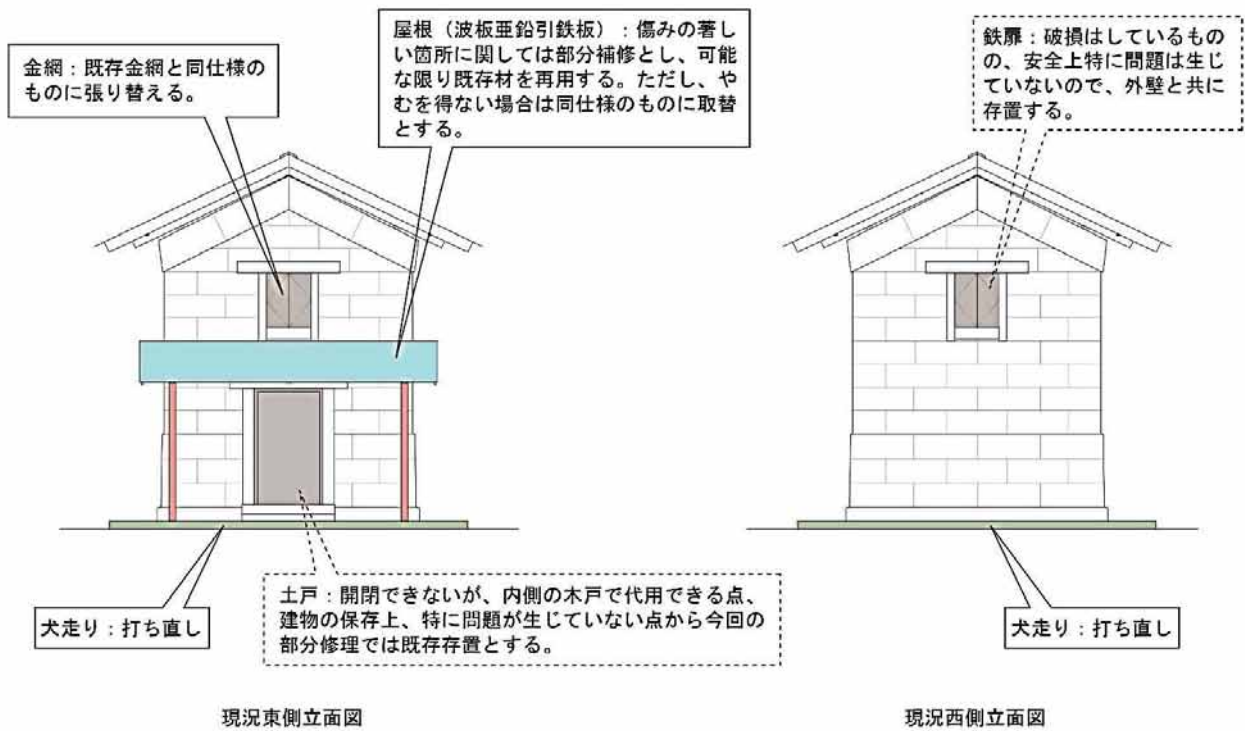 金網：既存金網と同仕様の
ものに張り替える。
屋根（波板亜鉛引鉄板）：傷みの著し
い箇所に関しては部分補修とし、可能
な限り既存材を再用する。ただし、や
むを得ない場合は同仕様のものに取替
とする。
鉄扉：破損はしているもの
の、安全上特に問題は生じ
ていないので、外壁と共に
存置する。
犬走り：打ち直し
土戸：開閉できないが、内側の木戸で代用できる点、
建物の保存上、特に問題が生じていない点から今回の
部分修理では既存存置とする。
犬走り：打ち直し
現況東側立面図
現況西側立面図